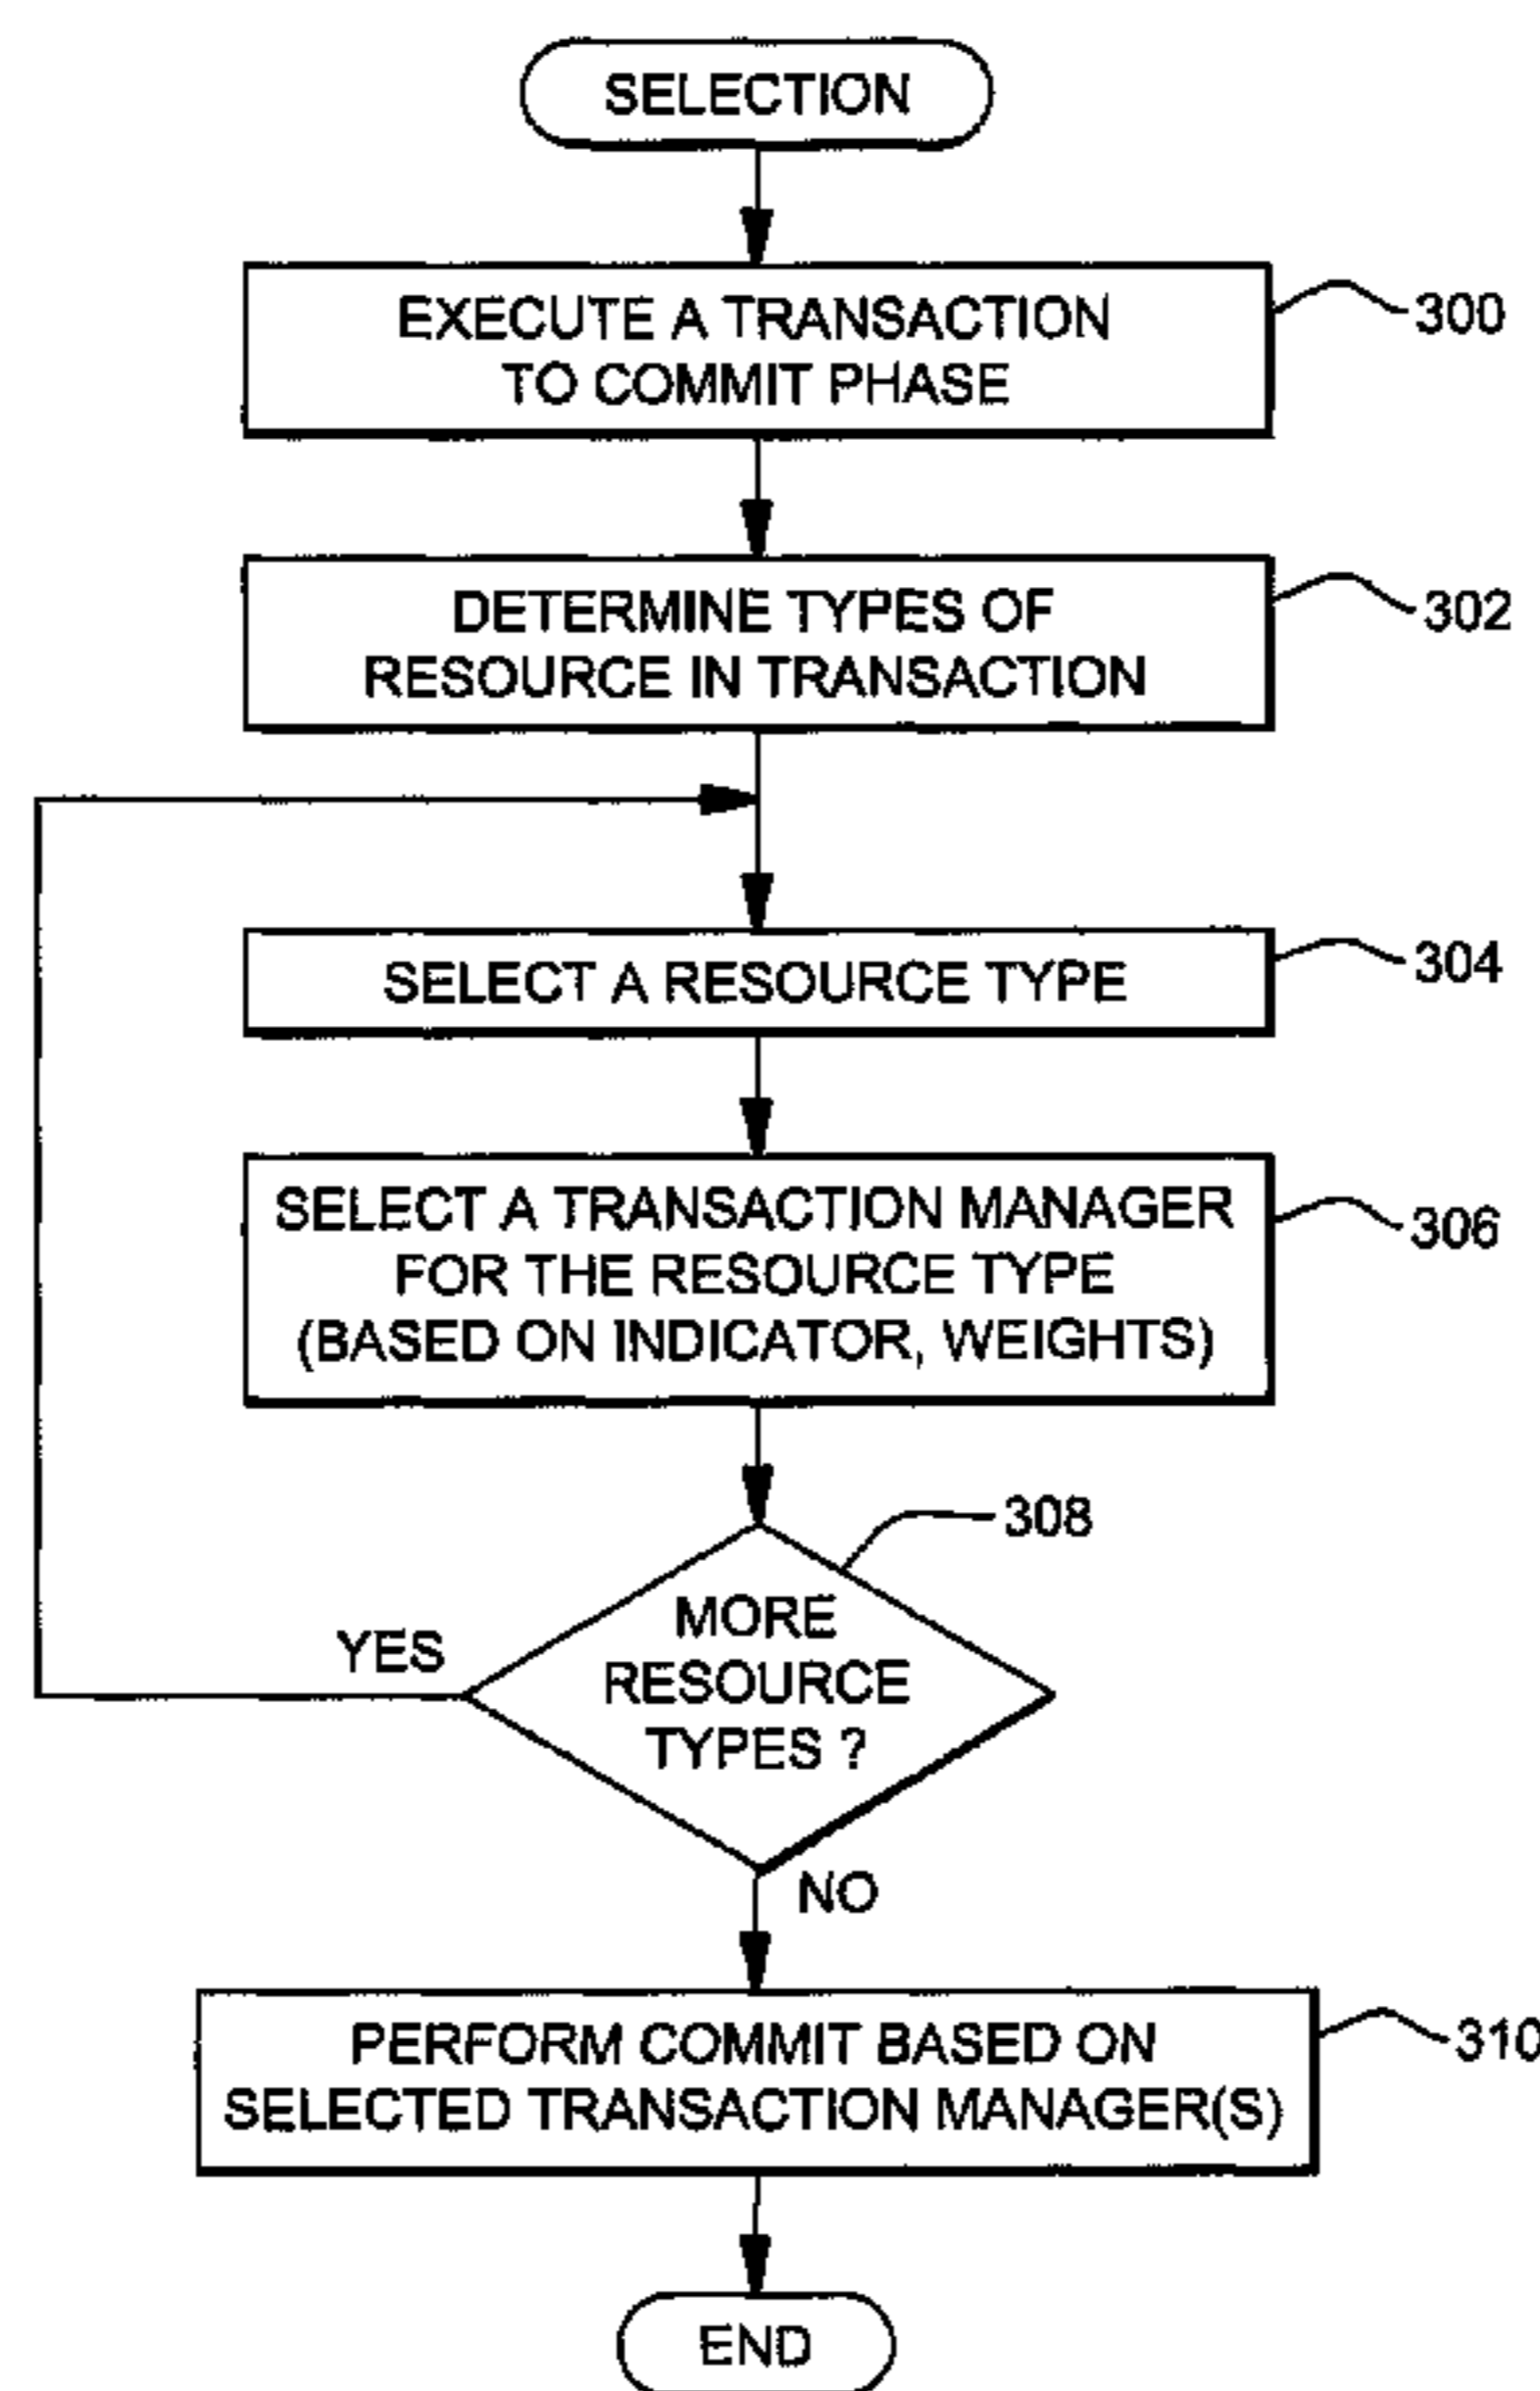 SELECTION
EXECUTE A TRANSACTION
TO COMMIT PHASE
300
DETERMINE TYPES OF
RESOURCE IN TRANSACTION
302
SELECT A RESOURCE TYPE
304
SELECT A TRANSACTION MANAGER
FOR THE RESOURCE TYPE
(BASED ON INDICATOR, WEIGHTS)
306
308
MORE
RESOURCE
TYPES ?
YES
NO
PERFORM COMMIT BASED ON
SELECTED TRANSACTION MANAGER(S)
310
END